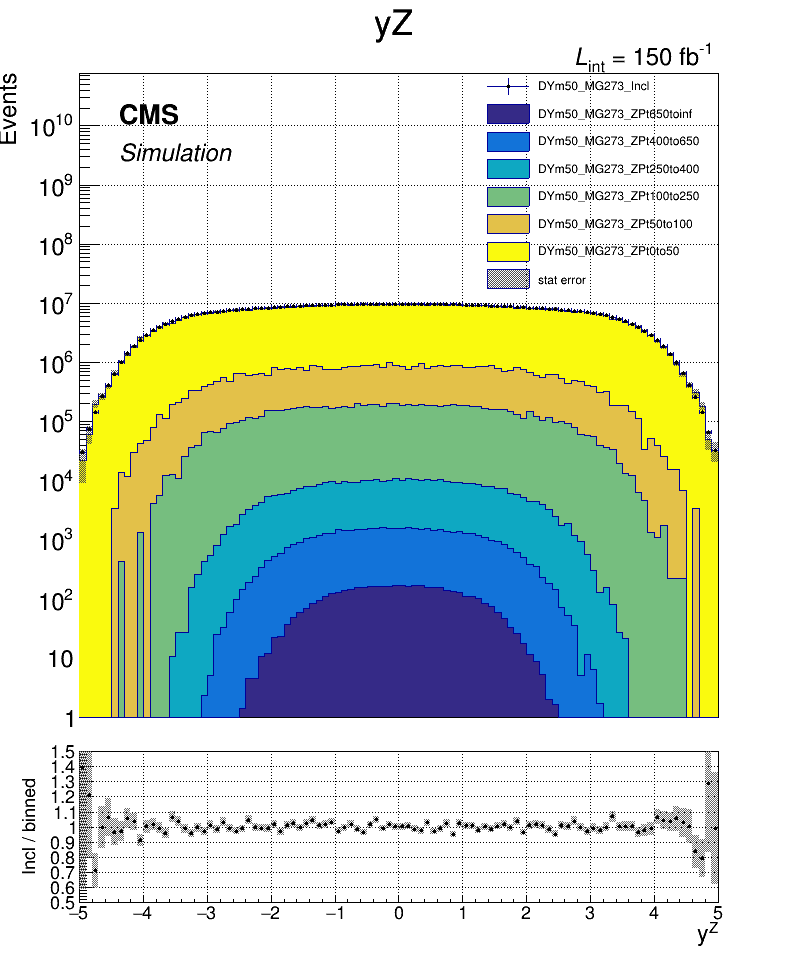 yZ
L_int = 150 fb^-1
Events
CMS
Simulation
DYm50_MG273_Incl
DYm50_MG273_ZPt650toinf
DYm50_MG273_ZPt400to650
DYm50_MG273_ZPt250to400
DYm50_MG273_ZPt100to250
DYm50_MG273_ZPt50to100
DYm50_MG273_ZPt0to50
stat error
10^10
10^9
10^8
10^7
10^6
10^5
10^4
10^3
10^2
10
1
Incl / binned
1.5
1.4
1.3
1.2
1.1
1
0.9
0.8
0.7
0.6
0.5
−5 −4 −3 −2 −1 0 1 2 3 4 5
y^Z